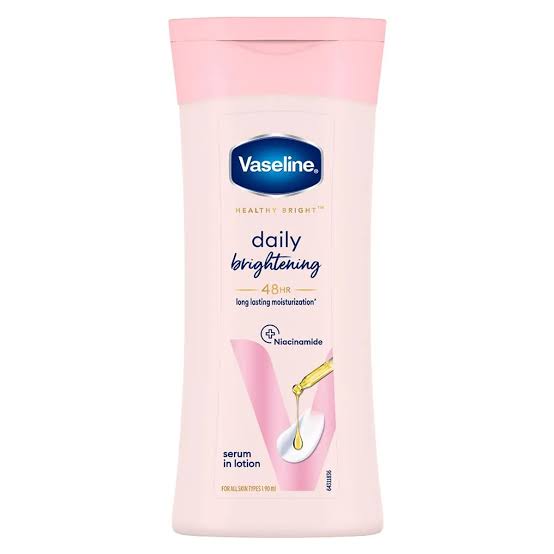 Vaseline®
HEALTHY BRIGHT™
daily
brightening
48HR
long lasting moisturization*
Niacinamide
serum
in lotion
FOR ALL SKIN TYPES | 90 ml